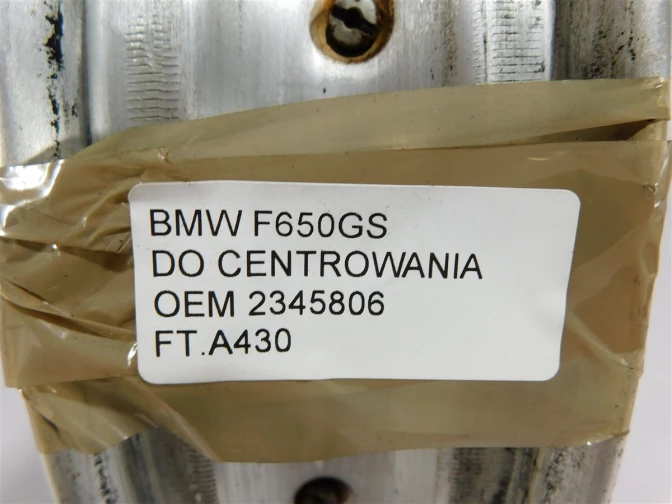 BMW F650GS
DO CENTROWANIA
OEM 2345806
FT.A430